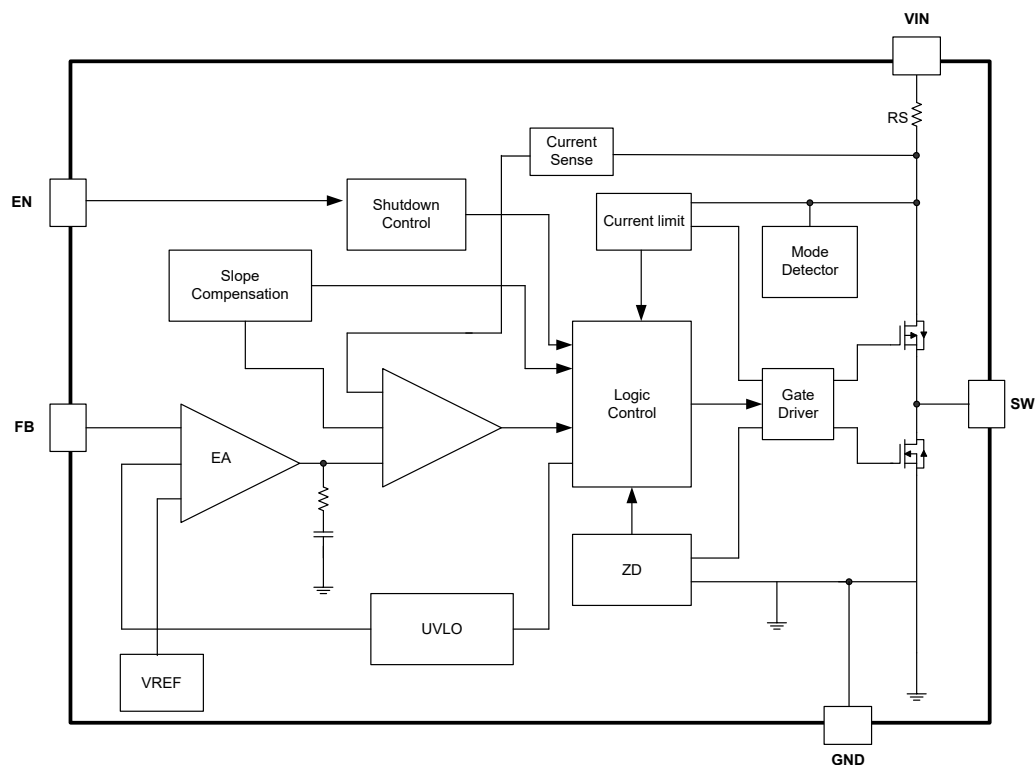 VIN
RS
Current
Sense
EN
Shutdown
Control
Current limit
Mode
Detector
Slope
Compensation
Logic
Control
Gate
Driver
SW
FB
EA
ZD
UVLO
VREF
GND